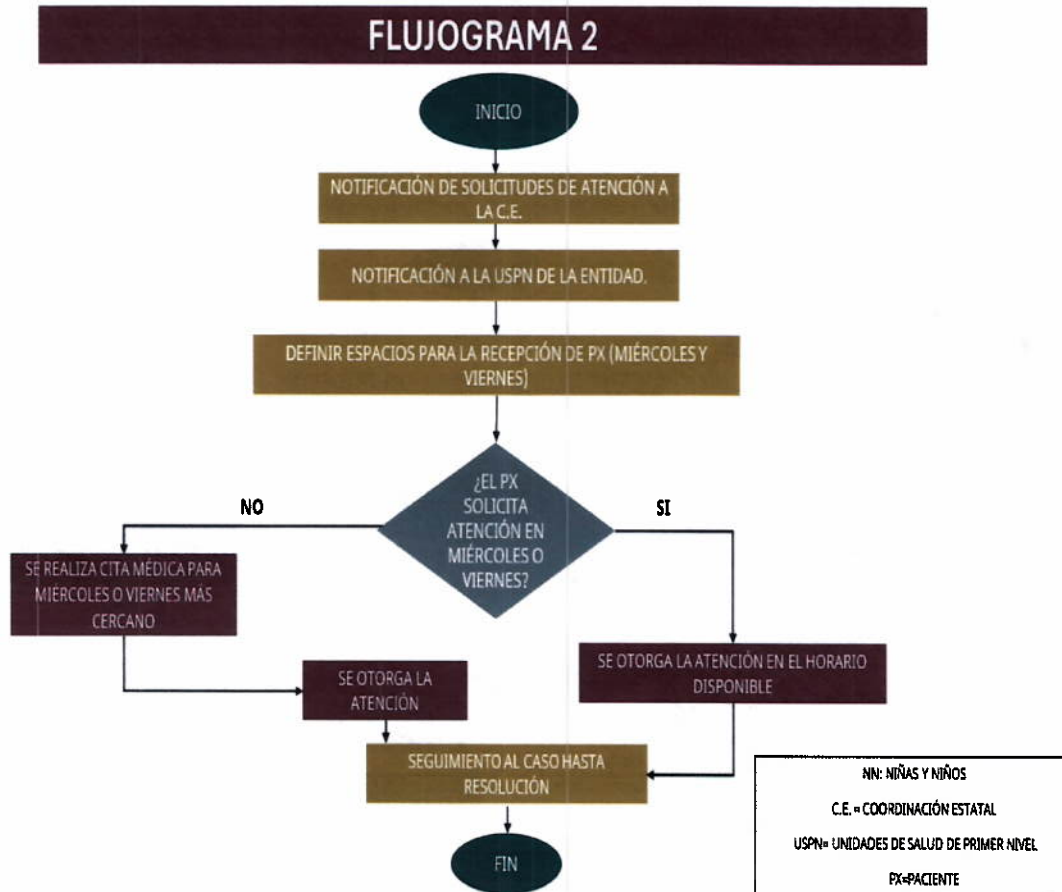 FLUJOGRAMA 2
INICIO
NOTIFICACIÓN DE SOLICITUDES DE ATENCIÓN A
LA C.E.
NOTIFICACIÓN A LA USPN DE LA ENTIDAD.
DEFINIR ESPACIOS PARA LA RECEPCIÓN DE PX (MIÉRCOLES Y
VIERNES)
¿EL PX
SOLICITA
ATENCIÓN EN
MIÉRCOLES O
VIERNES?
NO
SI
SE REALIZA CITA MÉDICA PARA
MIÉRCOLES O VIERNES MÁS
CERCANO
SE OTORGA LA
ATENCIÓN
SE OTORGA LA ATENCIÓN EN EL HORARIO
DISPONIBLE
SEGUIMIENTO AL CASO HASTA
RESOLUCIÓN
FIN
NN: NIÑAS Y NIÑOS
C.E. = COORDINACIÓN ESTATAL
USPN= UNIDADES DE SALUD DE PRIMER NIVEL
PX=PACIENTE